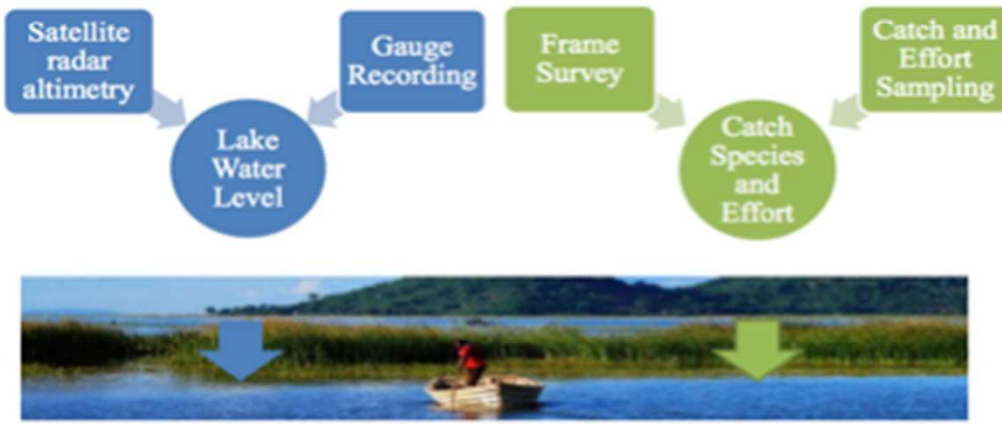 Satellite
radar
altimetry
Gauge
Recording
Lake
Water
Level
Frame
Survey
Catch and
Effort
Sampling
Catch
Species
and
Effort